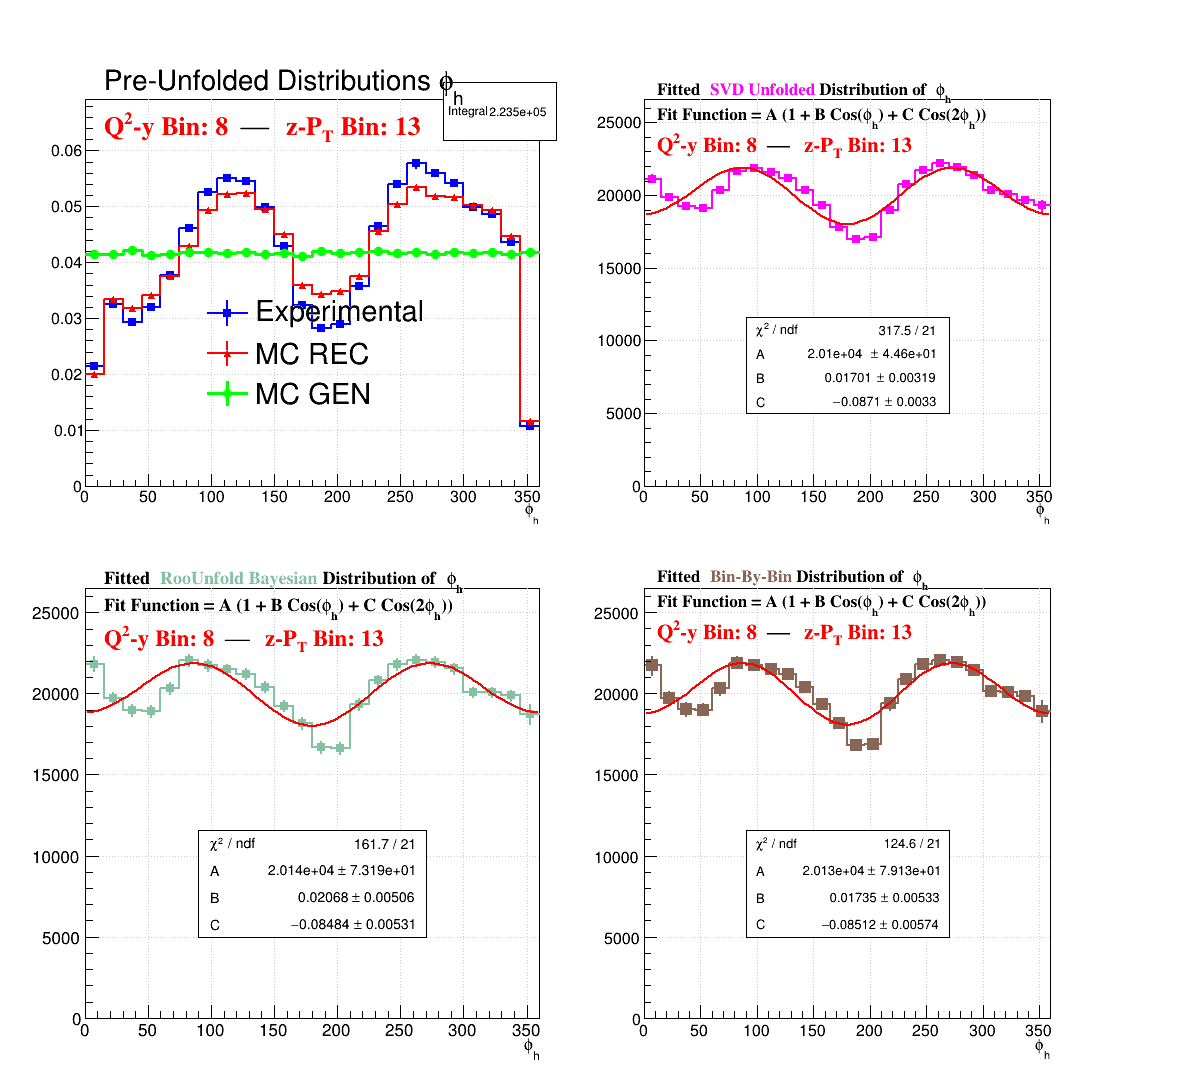 Pre-Unfolded Distributions ϕh
Integral 2.235e+05
Q2-y Bin: 8 — z-PT Bin: 13
0.06
0.05
0.04
0.03
0.02
0.01
0
Experimental
MC REC
MC GEN
0 50 100 150 200 250 300 350
ϕh
Fitted SVD Unfolded Distribution of ϕh
Fit Function = A (1 + B Cos(ϕh) + C Cos(2ϕh))
Q2-y Bin: 8 — z-PT Bin: 13
25000
20000
15000
10000
5000
0
χ2 / ndf 317.5 / 21
A 2.01e+04 ± 4.46e+01
B 0.01701 ± 0.00319
C −0.0871 ± 0.0033
0 50 100 150 200 250 300 350
ϕh
Fitted RooUnfold Bayesian Distribution of ϕh
Fit Function = A (1 + B Cos(ϕh) + C Cos(2ϕh))
Q2-y Bin: 8 — z-PT Bin: 13
25000
20000
15000
10000
5000
0
χ2 / ndf 161.7 / 21
A 2.014e+04 ± 7.319e+01
B 0.02068 ± 0.00506
C −0.08484 ± 0.00531
0 50 100 150 200 250 300 350
ϕh
Fitted Bin-By-Bin Distribution of ϕh
Fit Function = A (1 + B Cos(ϕh) + C Cos(2ϕh))
Q2-y Bin: 8 — z-PT Bin: 13
25000
20000
15000
10000
5000
0
χ2 / ndf 124.6 / 21
A 2.013e+04 ± 7.913e+01
B 0.01735 ± 0.00533
C −0.08512 ± 0.00574
0 50 100 150 200 250 300 350
ϕh